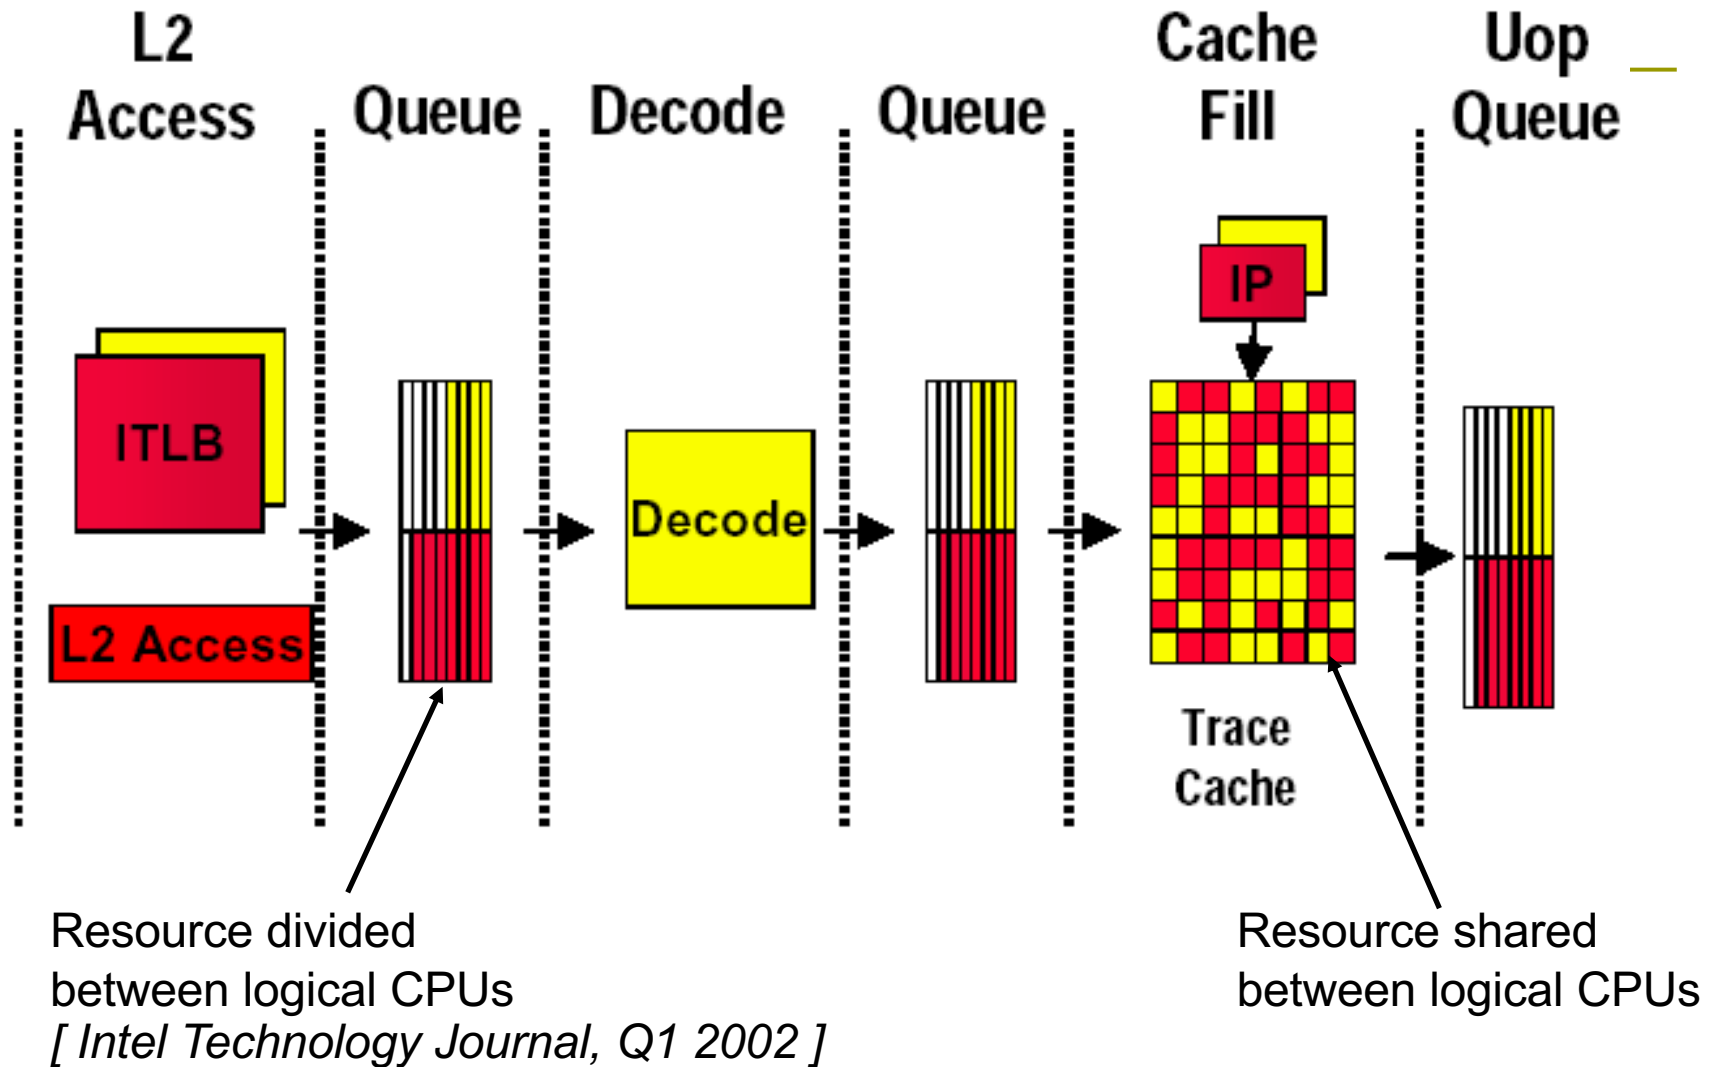 L2
Access
Queue
Decode
Queue
Cache
Fill
Uop
Queue
IP
ITLB
Decode
L2 Access
Trace
Cache
Resource divided
between logical CPUs
[ Intel Technology Journal, Q1 2002 ]
Resource shared
between logical CPUs